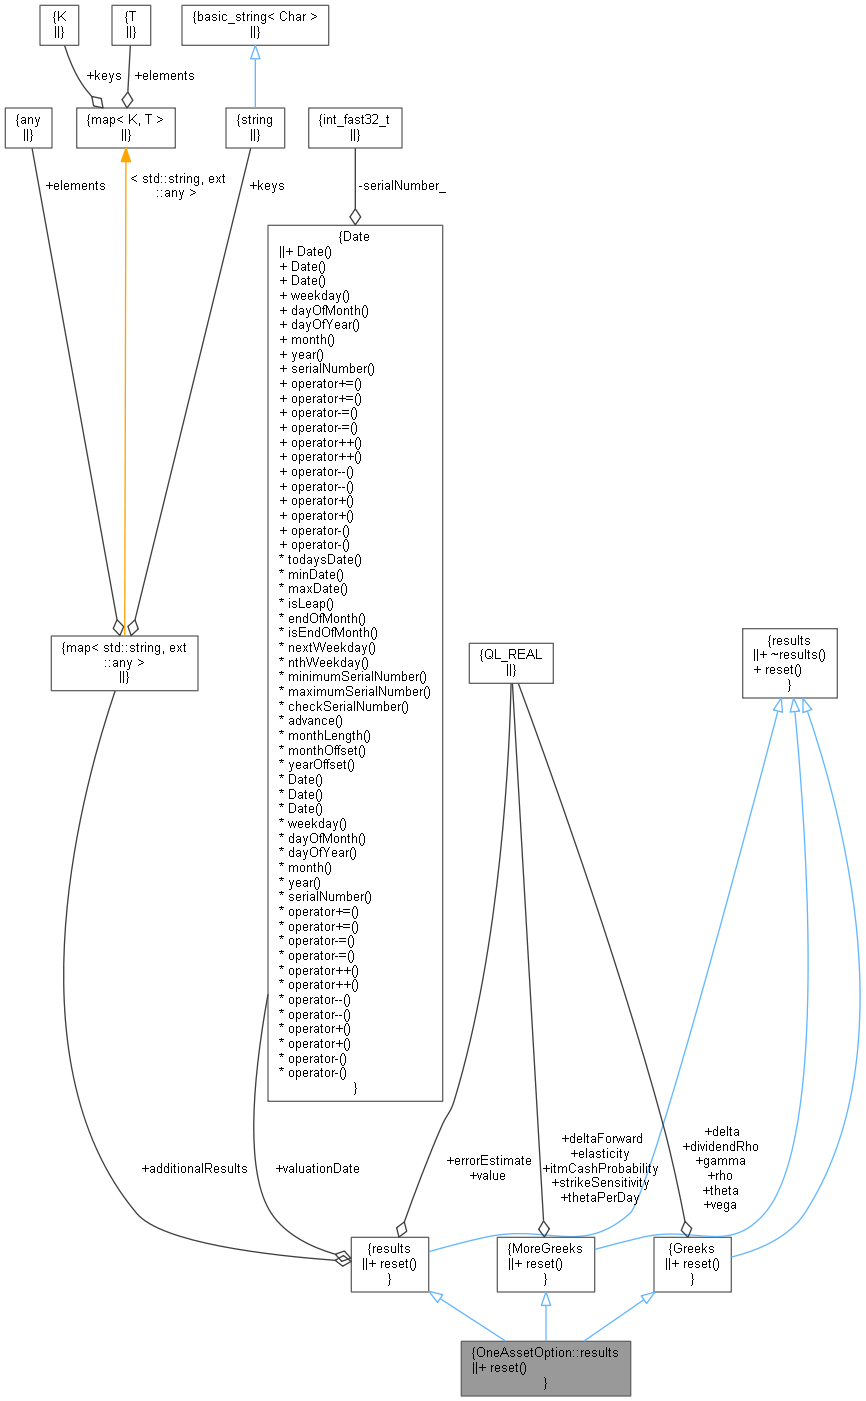 {K
||}
{T
||}
{basic_string< Char >
||}
+keys
+elements
{any
||}
{map< K, T >
||}
{string
||}
{int_fast32_t
||}
+elements
< std::string, ext
::any >
+keys
-serialNumber_
{Date
||+ Date()
+ Date()
+ Date()
+ weekday()
+ dayOfMonth()
+ dayOfYear()
+ month()
+ year()
+ serialNumber()
+ operator+=()
+ operator+=()
+ operator-=()
+ operator-=()
+ operator++()
+ operator++()
+ operator--()
+ operator--()
+ operator+()
+ operator+()
+ operator-()
+ operator-()
* todaysDate()
* minDate()
* maxDate()
* isLeap()
* endOfMonth()
* isEndOfMonth()
* nextWeekday()
* nthWeekday()
* minimumSerialNumber()
* maximumSerialNumber()
* checkSerialNumber()
* advance()
* monthLength()
* monthOffset()
* yearOffset()
* Date()
* Date()
* Date()
* weekday()
* dayOfMonth()
* dayOfYear()
* month()
* year()
* serialNumber()
* operator+=()
* operator+=()
* operator-=()
* operator-=()
* operator++()
* operator++()
* operator--()
* operator--()
* operator+()
* operator+()
* operator-()
* operator-()
}
{map< std::string, ext
::any >
||}
{QL_REAL
||}
{results
||+ ~results()
+ reset()
}
+additionalResults
+valuationDate
+errorEstimate
+value
+deltaForward
+elasticity
+itmCashProbability
+strikeSensitivity
+thetaPerDay
+delta
+dividendRho
+gamma
+rho
+theta
+vega
{results
||+ reset()
}
{MoreGreeks
||+ reset()
}
{Greeks
||+ reset()
}
{OneAssetOption::results
||+ reset()
}